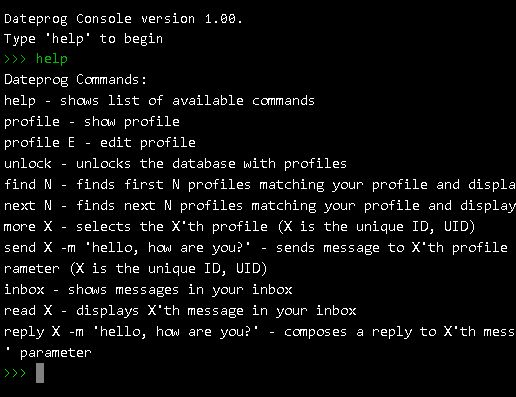 Dateprog Console version 1.00.
Type 'help' to begin
>>> help
Dateprog Commands:
help - shows list of available commands
profile - show profile
profile E - edit profile
unlock - unlocks the database with profiles
find N - finds first N profiles matching your profile and displa
next N - finds next N profiles matching your profile and display
more X - selects the X'th profile (X is the unique ID, UID)
send X -m 'hello, how are you?' - sends message to X'th profile
rameter (X is the unique ID, UID)
inbox - shows messages in your inbox
read X - displays X'th message in your inbox
reply X -m 'hello, how are you?' - composes a reply to X'th mess
' parameter
>>>